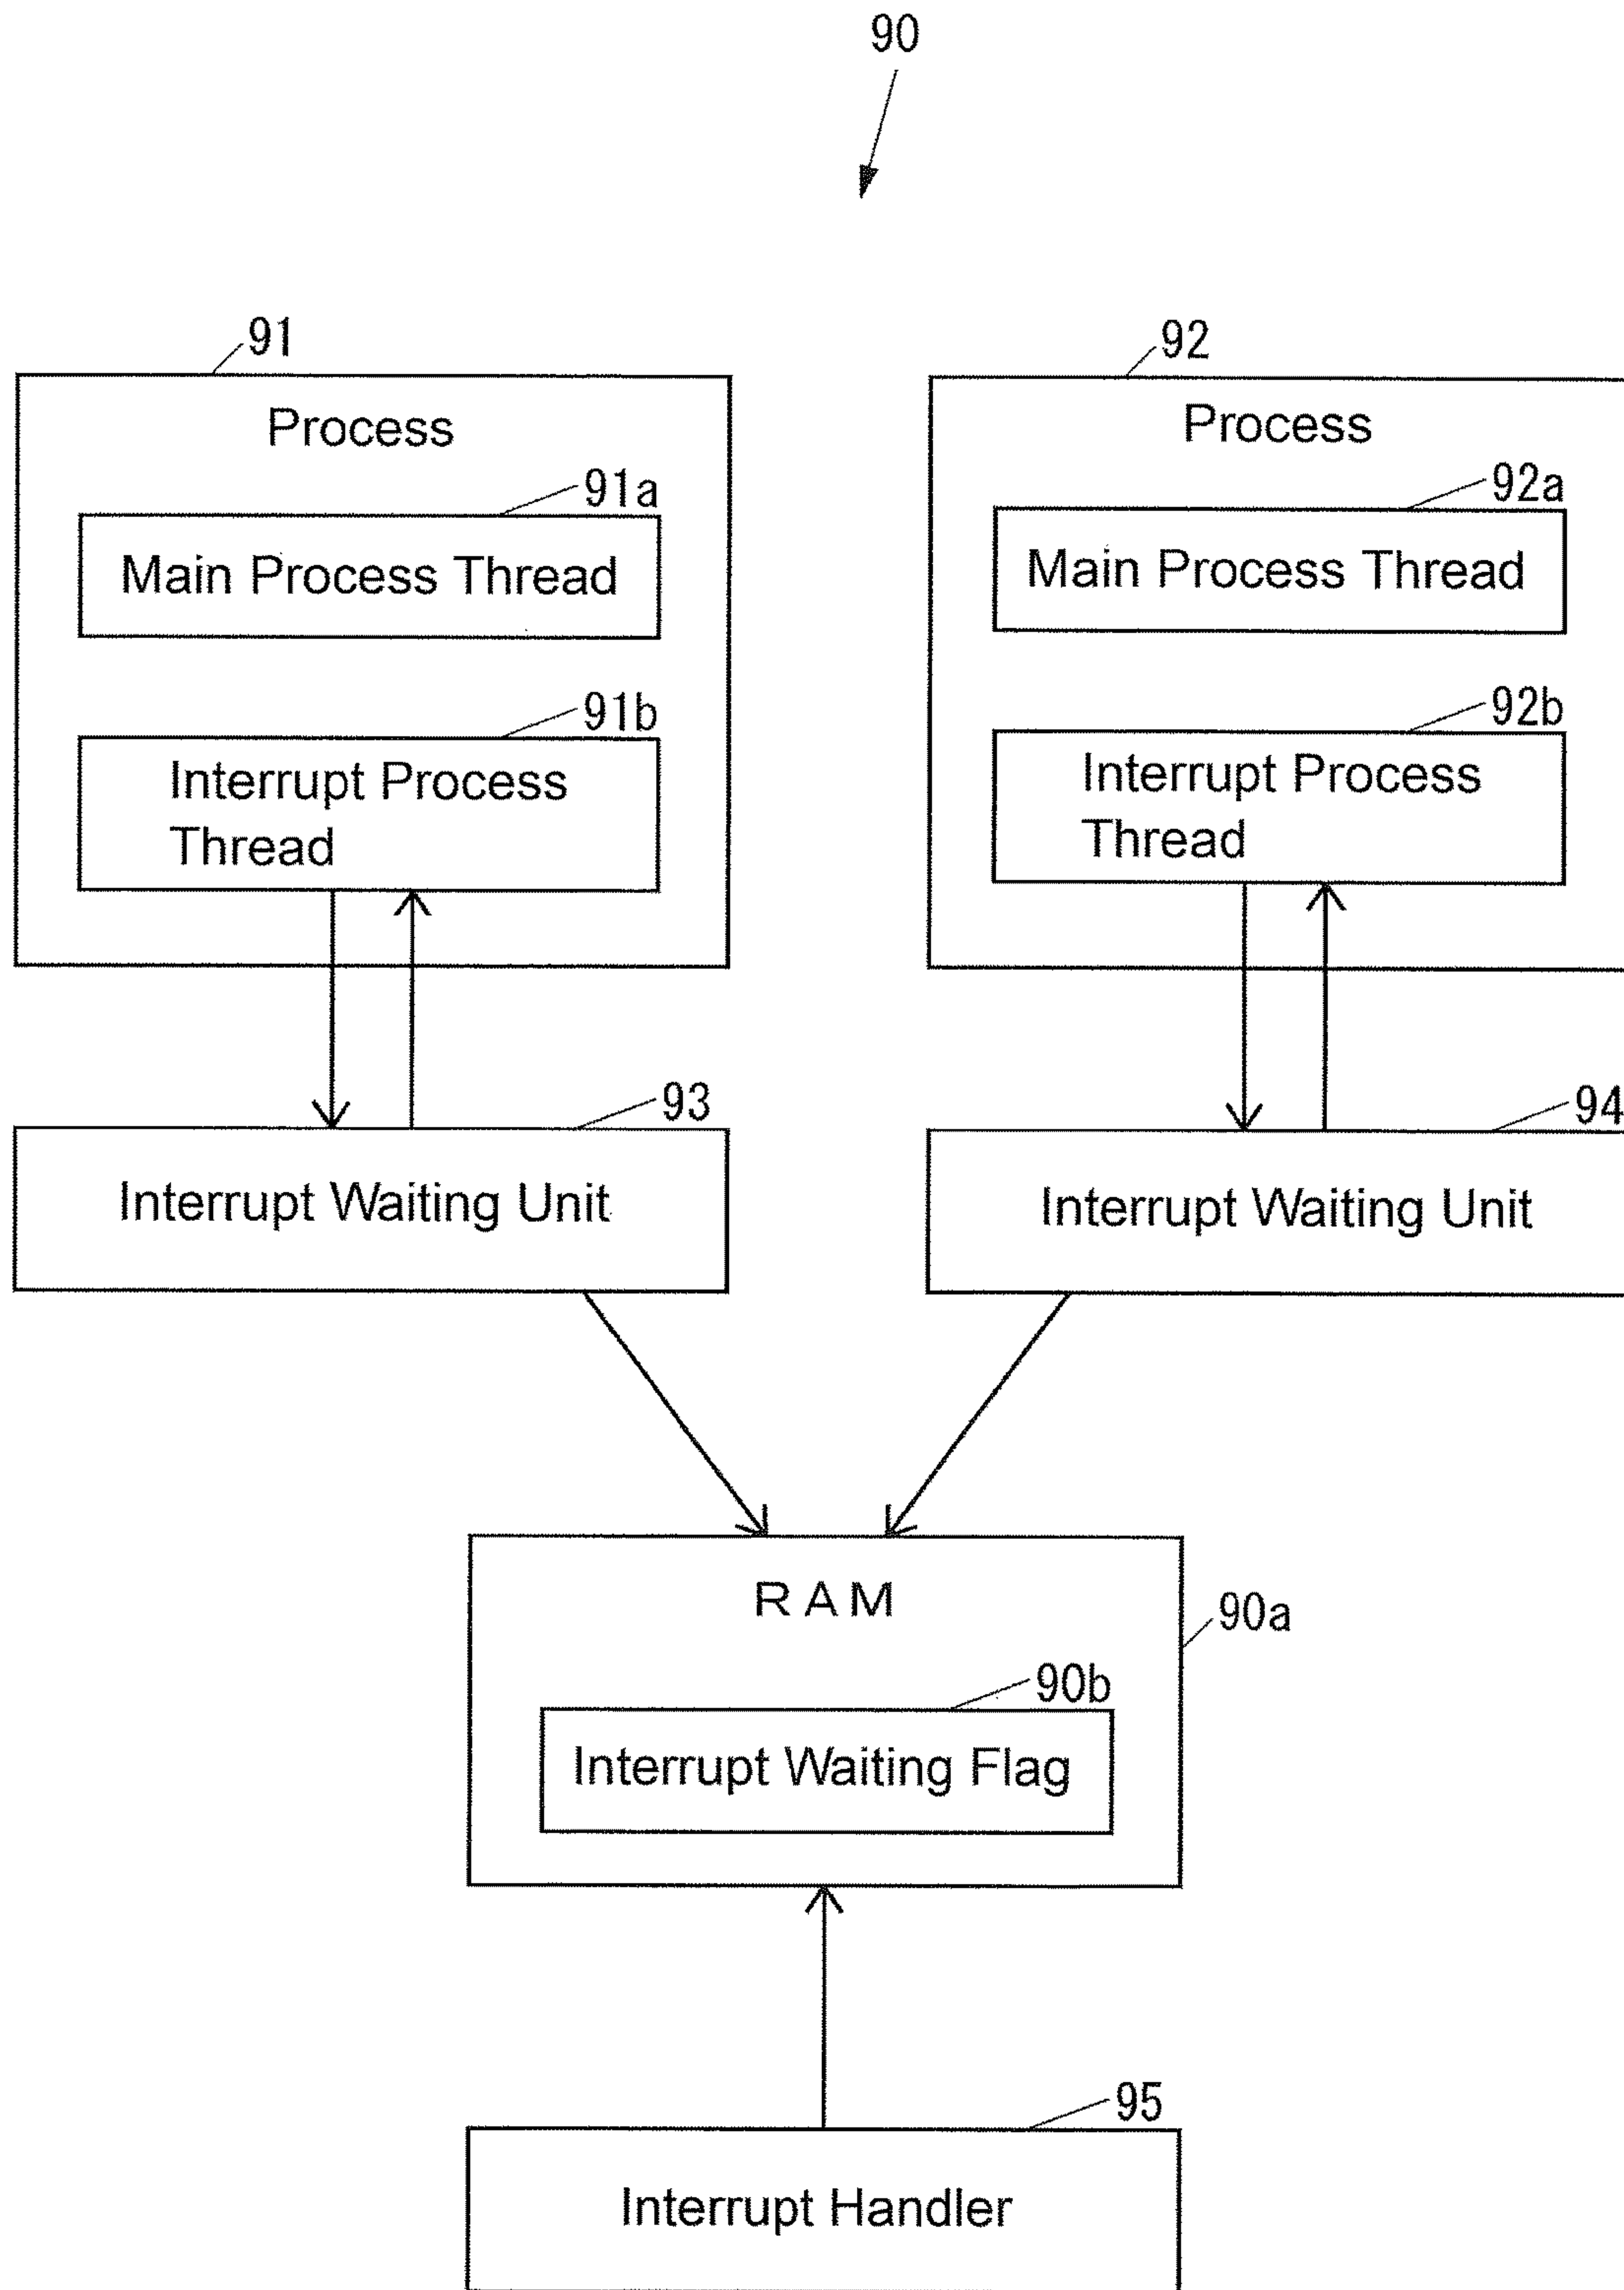 90
91
Process
91a
Main Process Thread
91b
Interrupt Process
Thread
92
Process
92a
Main Process Thread
92b
Interrupt Process
Thread
93
Interrupt Waiting Unit
94
Interrupt Waiting Unit
RAM
90a
90b
Interrupt Waiting Flag
95
Interrupt Handler